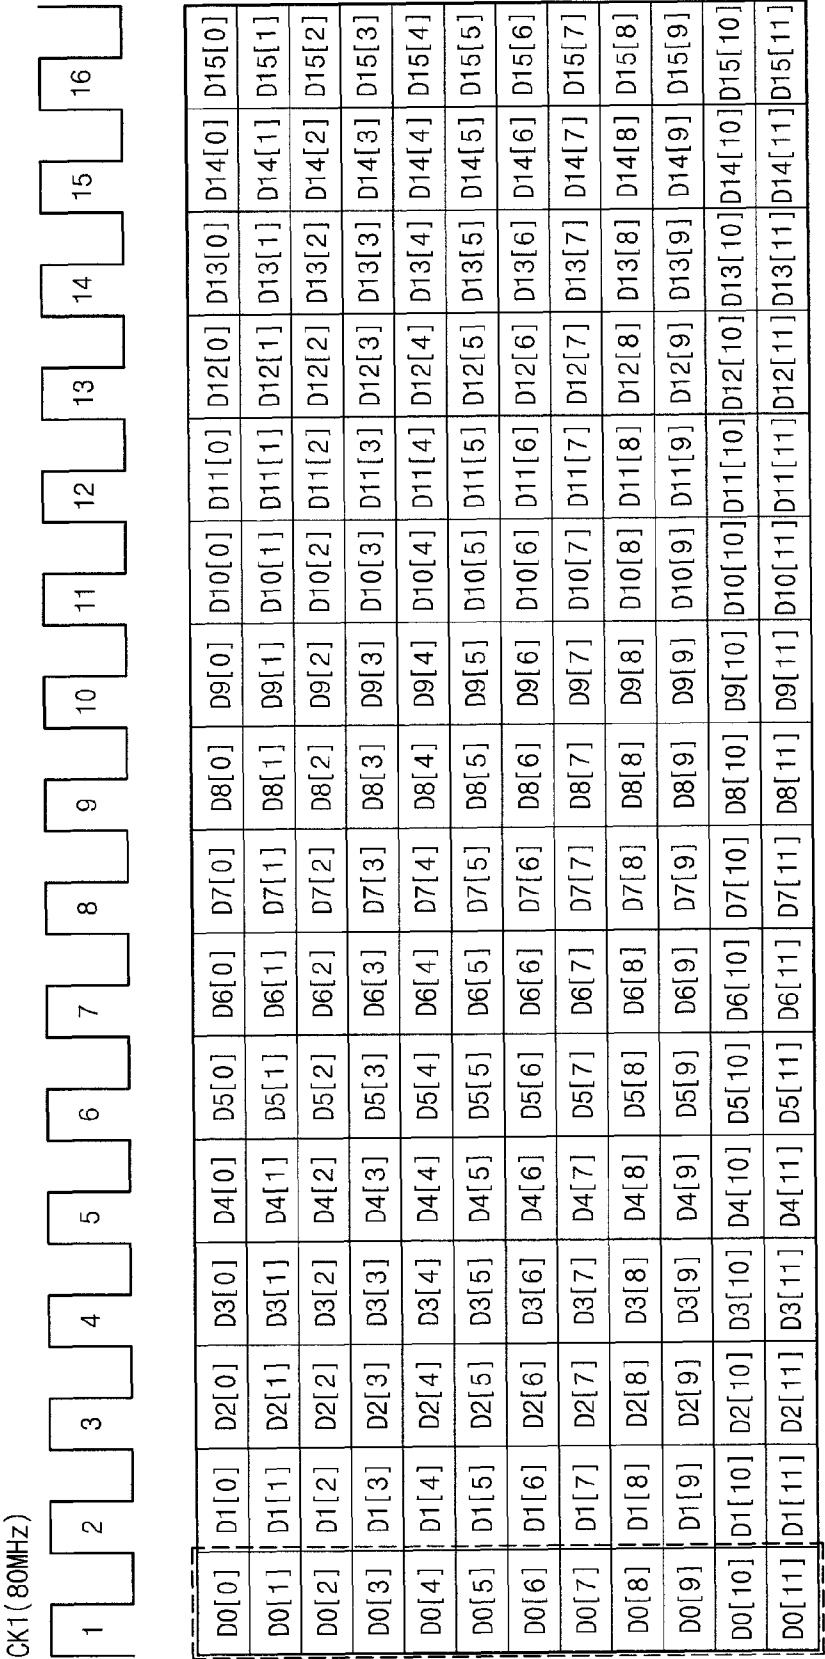 CK1(80MHz)
1 2 3 4 5 6 7 8 9 10 11 12 13 14 15 16
D0[0] D1[0] D2[0] D3[0] D4[0] D5[0] D6[0] D7[0] D8[0] D9[0] D10[0] D11[0] D12[0] D13[0] D14[0] D15[0]
D0[1] D1[1] D2[1] D3[1] D4[1] D5[1] D6[1] D7[1] D8[1] D9[1] D10[1] D11[1] D12[1] D13[1] D14[1] D15[1]
D0[2] D1[2] D2[2] D3[2] D4[2] D5[2] D6[2] D7[2] D8[2] D9[2] D10[2] D11[2] D12[2] D13[2] D14[2] D15[2]
D0[3] D1[3] D2[3] D3[3] D4[3] D5[3] D6[3] D7[3] D8[3] D9[3] D10[3] D11[3] D12[3] D13[3] D14[3] D15[3]
D0[4] D1[4] D2[4] D3[4] D4[4] D5[4] D6[4] D7[4] D8[4] D9[4] D10[4] D11[4] D12[4] D13[4] D14[4] D15[4]
D0[5] D1[5] D2[5] D3[5] D4[5] D5[5] D6[5] D7[5] D8[5] D9[5] D10[5] D11[5] D12[5] D13[5] D14[5] D15[5]
D0[6] D1[6] D2[6] D3[6] D4[6] D5[6] D6[6] D7[6] D8[6] D9[6] D10[6] D11[6] D12[6] D13[6] D14[6] D15[6]
D0[7] D1[7] D2[7] D3[7] D4[7] D5[7] D6[7] D7[7] D8[7] D9[7] D10[7] D11[7] D12[7] D13[7] D14[7] D15[7]
D0[8] D1[8] D2[8] D3[8] D4[8] D5[8] D6[8] D7[8] D8[8] D9[8] D10[8] D11[8] D12[8] D13[8] D14[8] D15[8]
D0[9] D1[9] D2[9] D3[9] D4[9] D5[9] D6[9] D7[9] D8[9] D9[9] D10[9] D11[9] D12[9] D13[9] D14[9] D15[9]
D0[10] D1[10] D2[10] D3[10] D4[10] D5[10] D6[10] D7[10] D8[10] D9[10] D10[10] D11[10] D12[10] D13[10] D14[10] D15[10]
D0[11] D1[11] D2[11] D3[11] D4[11] D5[11] D6[11] D7[11] D8[11] D9[11] D10[11] D11[11] D12[11] D13[11] D14[11] D15[11]